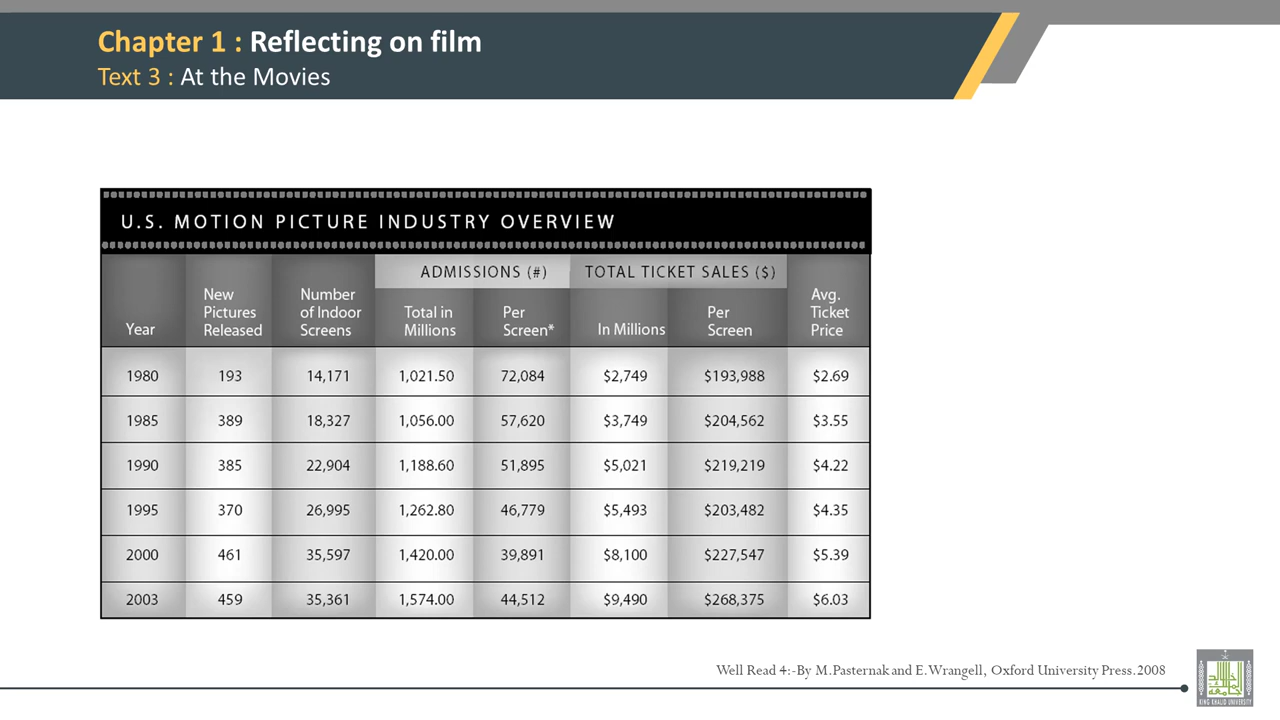 Chapter 1 : Reflecting on film
Text 3 : At the Movies
U.S. MOTION PICTURE INDUSTRY OVERVIEW
ADMISSIONS (#) TOTAL TICKET SALES ($)
Year New Pictures Released Number of Indoor Screens Total in Millions Per Screen* In Millions Per Screen Avg. Ticket Price
1980 193 14,171 1,021.50 72,084 $2,749 $193,988 $2.69
1985 389 18,327 1,056.00 57,620 $3,749 $204,562 $3.55
1990 385 22,904 1,188.60 51,895 $5,021 $219,219 $4.22
1995 370 26,995 1,262.80 46,779 $5,493 $203,482 $4.35
2000 461 35,597 1,420.00 39,891 $8,100 $227,547 $5.39
2003 459 35,361 1,574.00 44,512 $9,490 $268,375 $6.03
Well Read 4:-By M.Pasternak and E.Wrangell, Oxford University Press.2008
KING KHALID UNIVERSITY